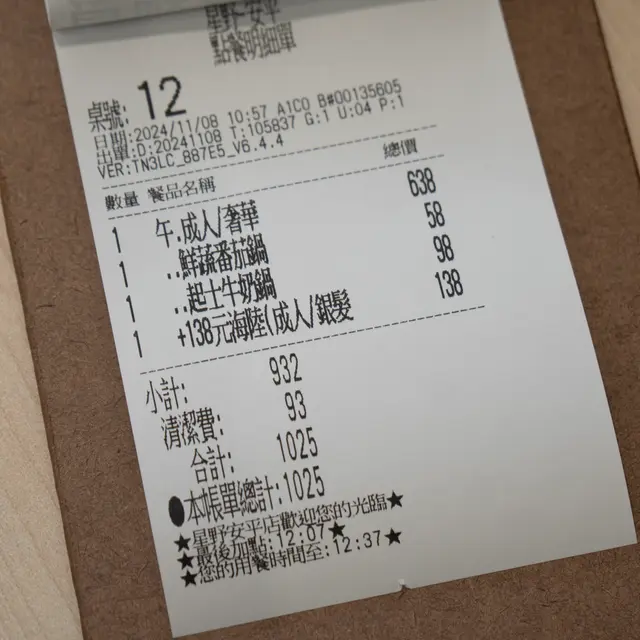 星野-安平
點餐明細單
桌號: 12
日期:2024/11/08 10:57 A1C0 B#00135605
出單:D:20241108 T:105837 G:1 U:04 P:1
VER:TN3LC_B87E5_V6.4.4
數量 餐品名稱 總價
1 午.成人/奢華 638
1 ..鮮蔬番茄鍋 58
1 ..起士牛奶鍋 98
1 +138元海陸(成人/銀髮 138
小計: 932
清潔費: 93
合計: 1025
●本帳單總計:1025
★星野安平店歡迎您的光臨★
★最後加點:12:07★
★您的用餐時間至:12:37★